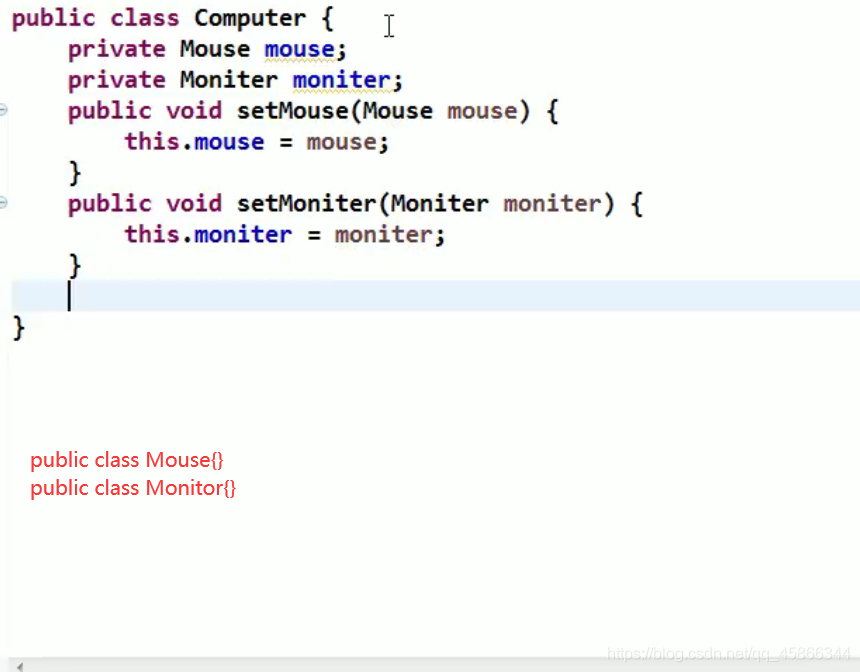 public class Computer {
private Mouse mouse;
private Moniter moniter;
public void setMouse(Mouse mouse) {
this.mouse = mouse;
}
public void setMoniter(Moniter moniter) {
this.moniter = moniter;
}
}
public class Mouse{}
public class Monitor{}
https://blog.csdn.net/qq_45866344